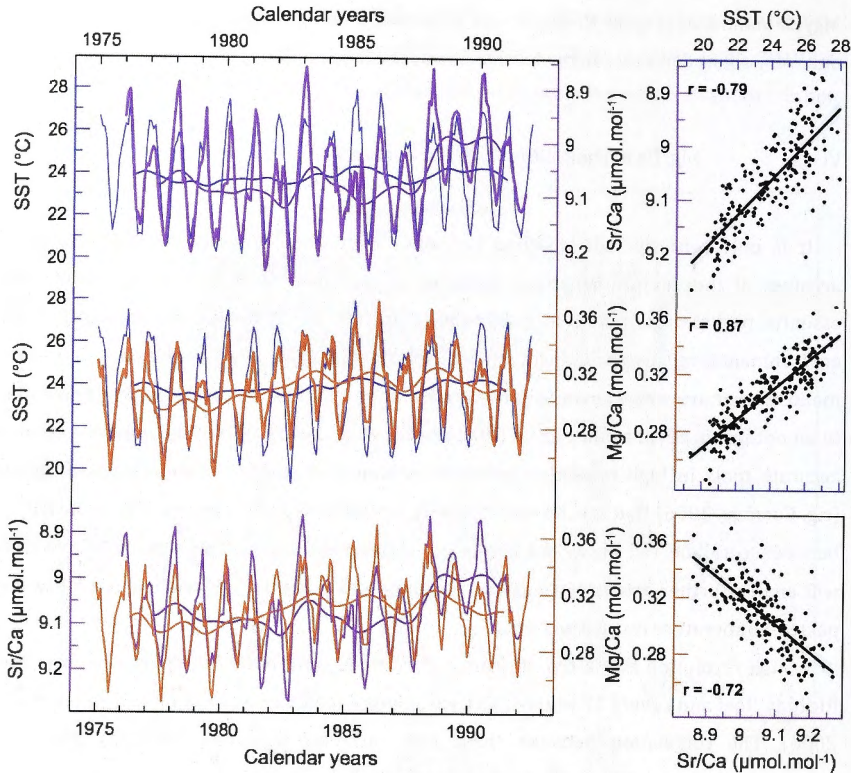 Calendar years
1975 1980 1985 1990
SST (°C)
28
26
24
22
20
8.9
9
9.1
9.2
Sr/Ca (µmol.mol⁻¹)
SST (°C)
20 22 24 26 28
r = -0.79
8.9
9
9.1
9.2
SST (°C)
28
26
24
22
20
0.36
0.32
0.28
Mg/Ca (mol.mol⁻¹)
0.36
r = 0.87
0.32
0.28
Sr/Ca (µmol.mol⁻¹)
8.9
9
9.1
9.2
0.36
0.32
0.28
Mg/Ca (mol.mol⁻¹)
0.36
0.32
0.28
r = -0.72
1975 1980 1985 1990
Calendar years
8.9 9 9.1 9.2
Sr/Ca (µmol.mol⁻¹)